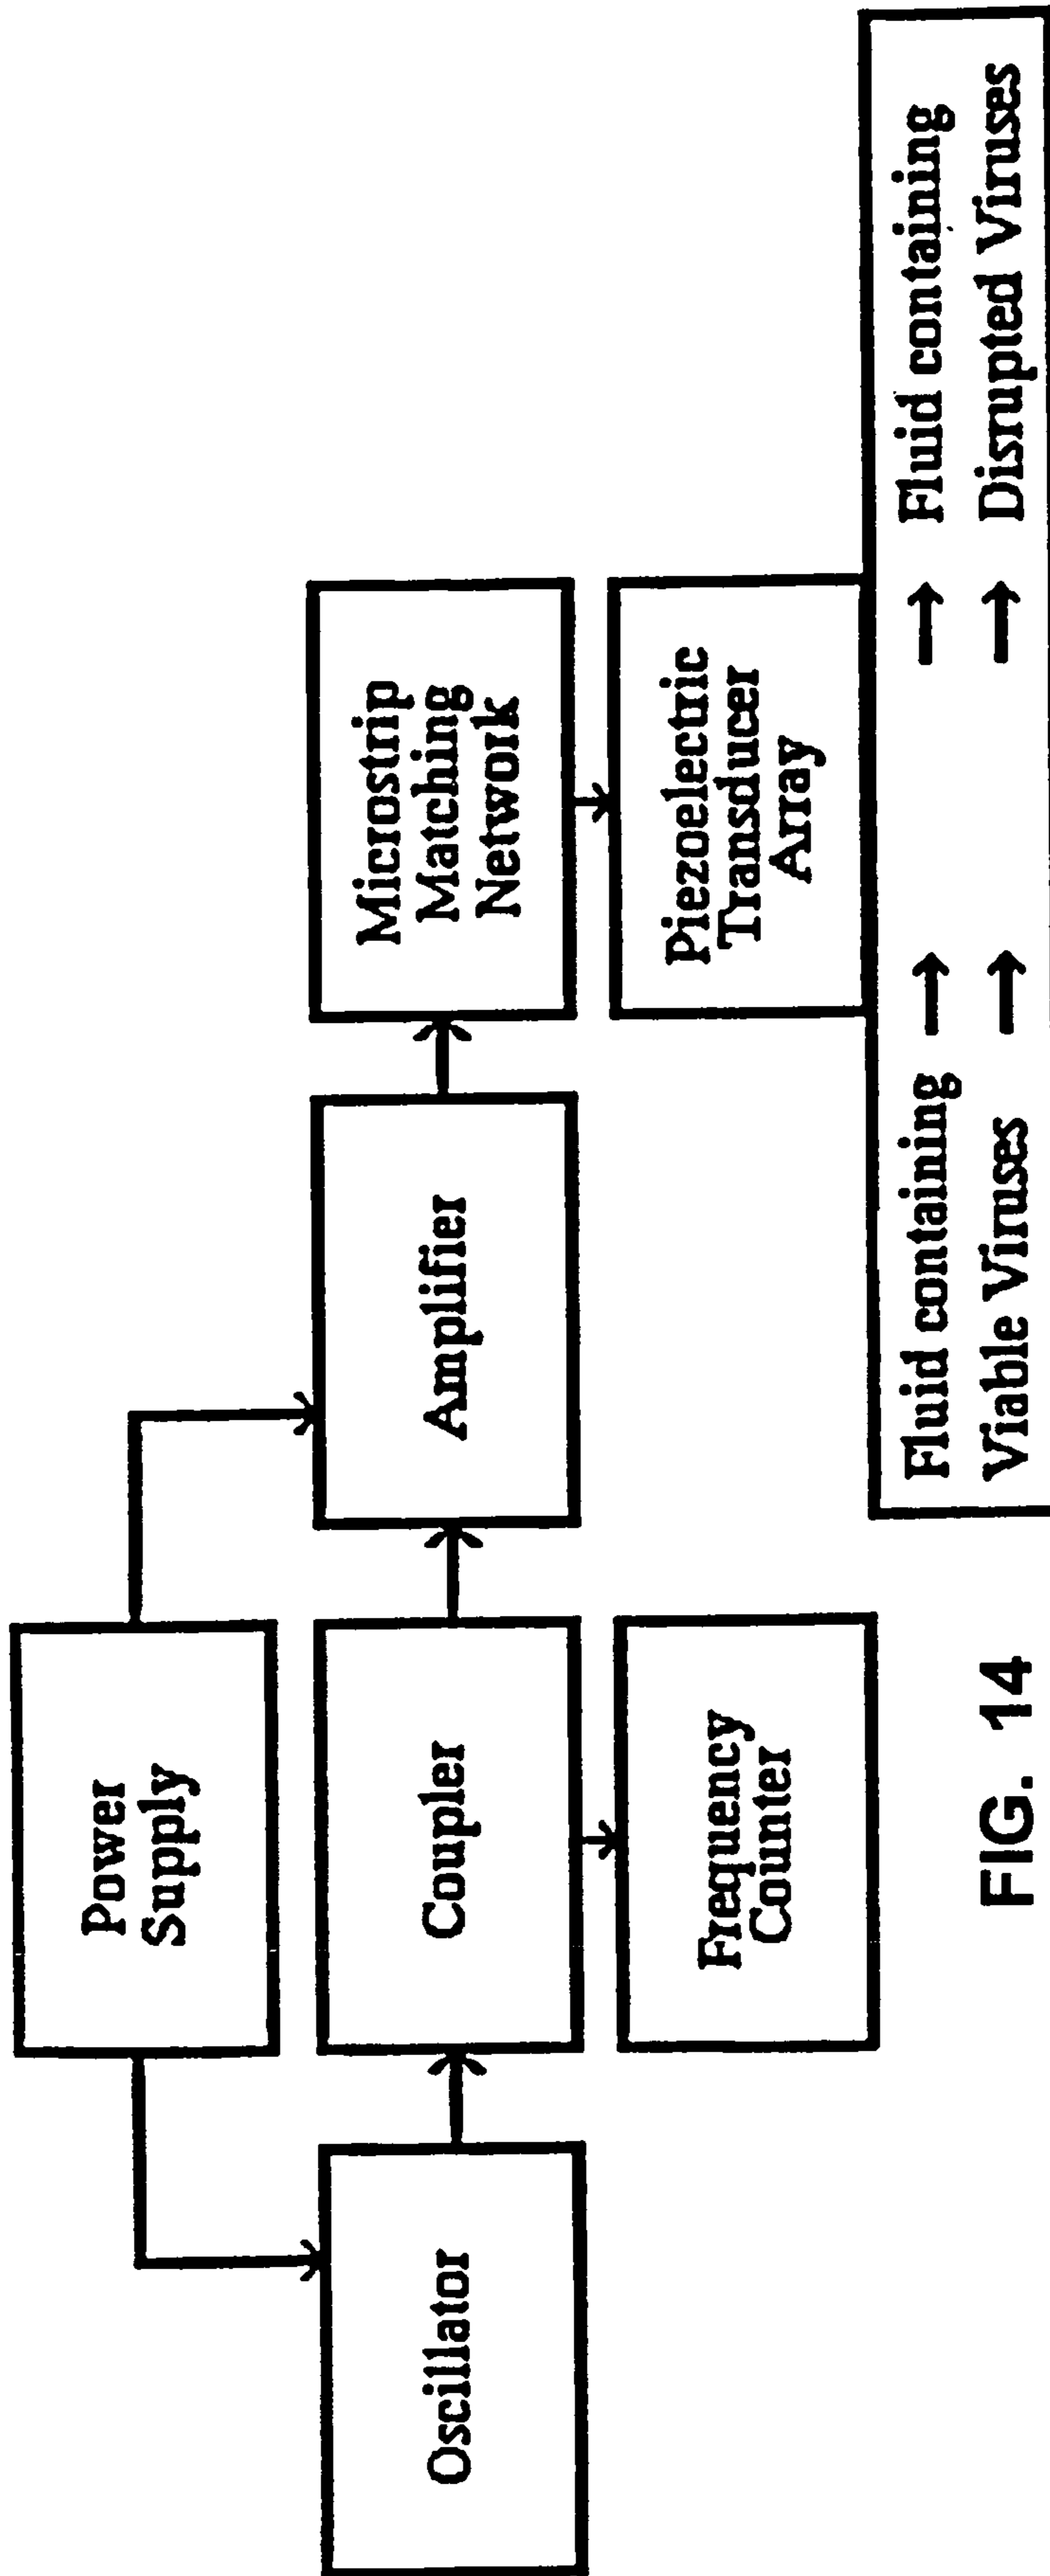 Power
Supply
Oscillator
Coupler
Amplifier
Microstrip
Matching
Network
Frequency
Counter
Piezoelectric
Transducer
Array
Fluid containing → → Fluid containing
Viable Viruses → → Disrupted Viruses
FIG. 14